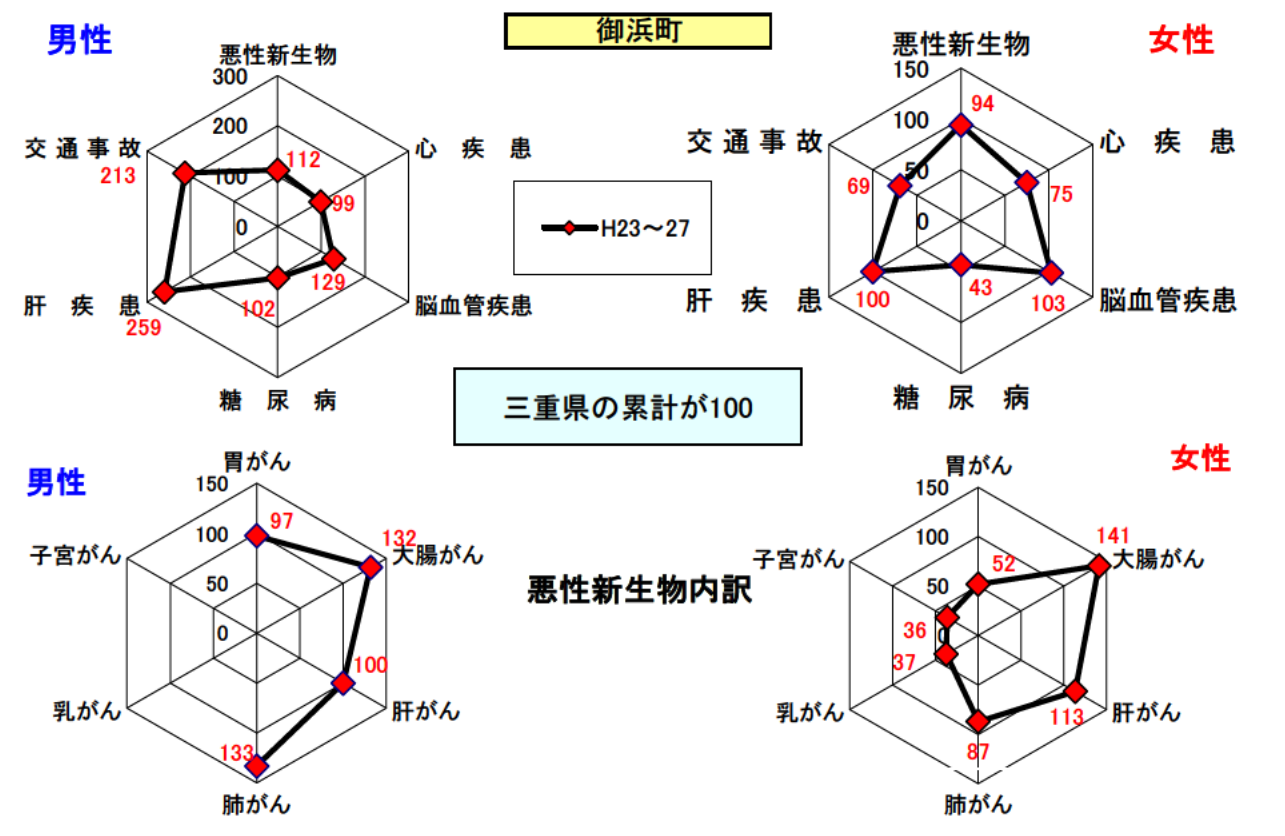 御浜町
男性
悪性新生物
300
200
100
0
心疾患
脳血管疾患
糖尿病
肝疾患
交通事故
112
99
129
102
259
213
H23～27
女性
悪性新生物
150
100
50
0
心疾患
脳血管疾患
糖尿病
肝疾患
交通事故
94
75
103
43
100
69
三重県の累計が100
男性
胃がん
150
100
50
0
大腸がん
肝がん
肺がん
乳がん
子宮がん
97
132
100
133
悪性新生物内訳
女性
胃がん
150
100
50
0
大腸がん
肝がん
肺がん
乳がん
子宮がん
52
141
113
87
37
36